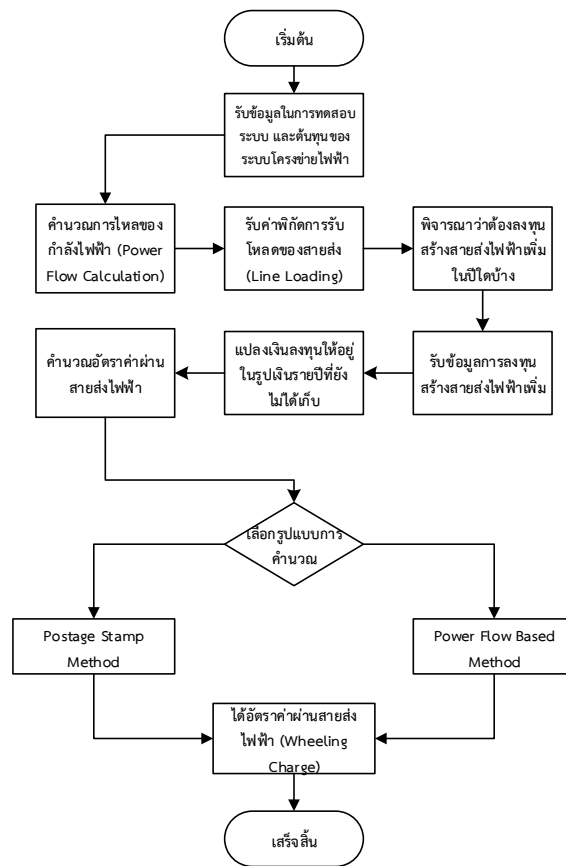 เริ่มต้น
รับข้อมูลในการทดสอบ
ระบบ และต้นทุนของ
ระบบโครงข่ายไฟฟ้า
คำนวณการไหลของ
กำลังไฟฟ้า (Power
Flow Calculation)
รับค่าพิกัดการรับ
โหลดของสายส่ง
(Line Loading)
พิจารณาว่าต้องลงทุน
สร้างสายส่งไฟฟ้าเพิ่ม
ในปีใดบ้าง
รับข้อมูลการลงทุน
สร้างสายส่งไฟฟ้าเพิ่ม
แปลงเงินลงทุนให้อยู่
ในรูปเงินรายปีที่ยัง
ไม่ได้เก็บ
คำนวณอัตราค่าผ่าน
สายส่งไฟฟ้า
เลือกรูปแบบการ
คำนวณ
Postage Stamp
Method
Power Flow Based
Method
ได้อัตราค่าผ่านสายส่ง
ไฟฟ้า (Wheeling
Charge)
เสร็จสิ้น